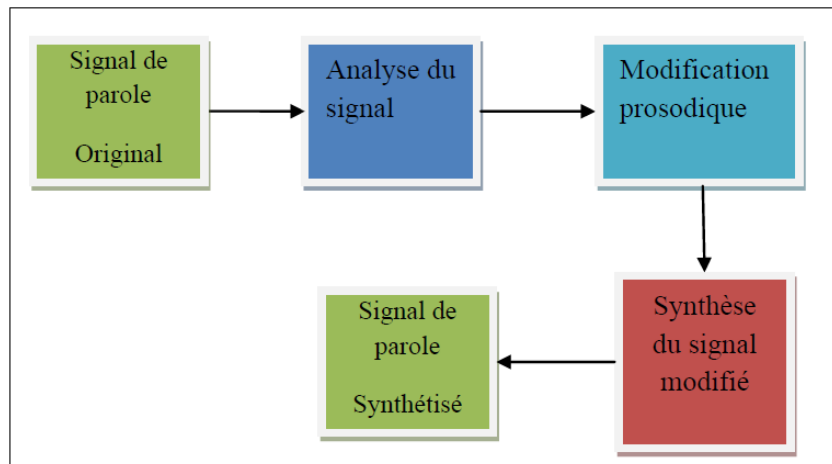 Signal de
parole
Original
Analyse du
signal
Modification
prosodique
Synthèse
du signal
modifié
Signal de
parole
Synthétisé